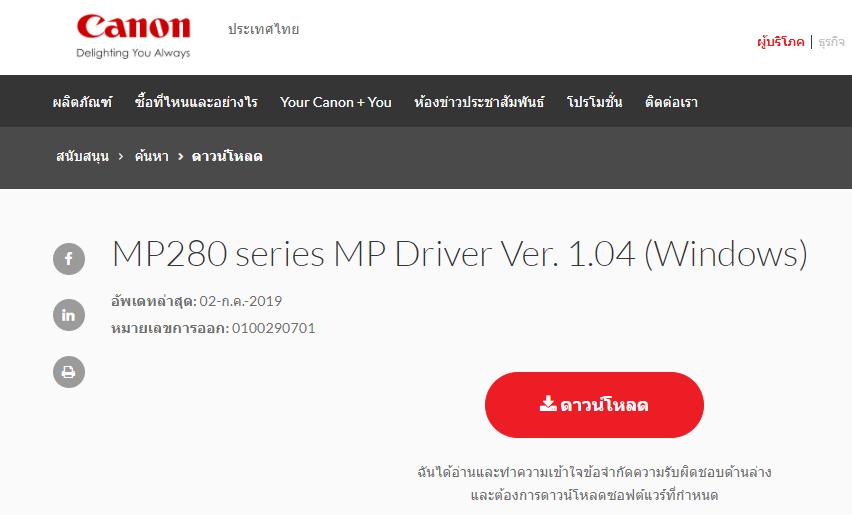 Canon
Delighting You Always
ประเทศไทย
ผู้บริโภค | ธุรกิจ
ผลิตภัณฑ์ ซื้อที่ไหนและอย่างไร Your Canon + You ห้องข่าวประชาสัมพันธ์ โปรโมชั่น ติดต่อเรา
สนับสนุน > ค้นหา > ดาวน์โหลด
MP280 series MP Driver Ver. 1.04 (Windows)
อัพเดทล่าสุด: 02-ก.ค.-2019
หมายเลขการออก: 0100290701
ดาวน์โหลด
ฉันได้อ่านและทำความเข้าใจข้อจำกัดความรับผิดชอบด้านล่าง
และต้องการดาวน์โหลดซอฟต์แวร์ที่กำหนด